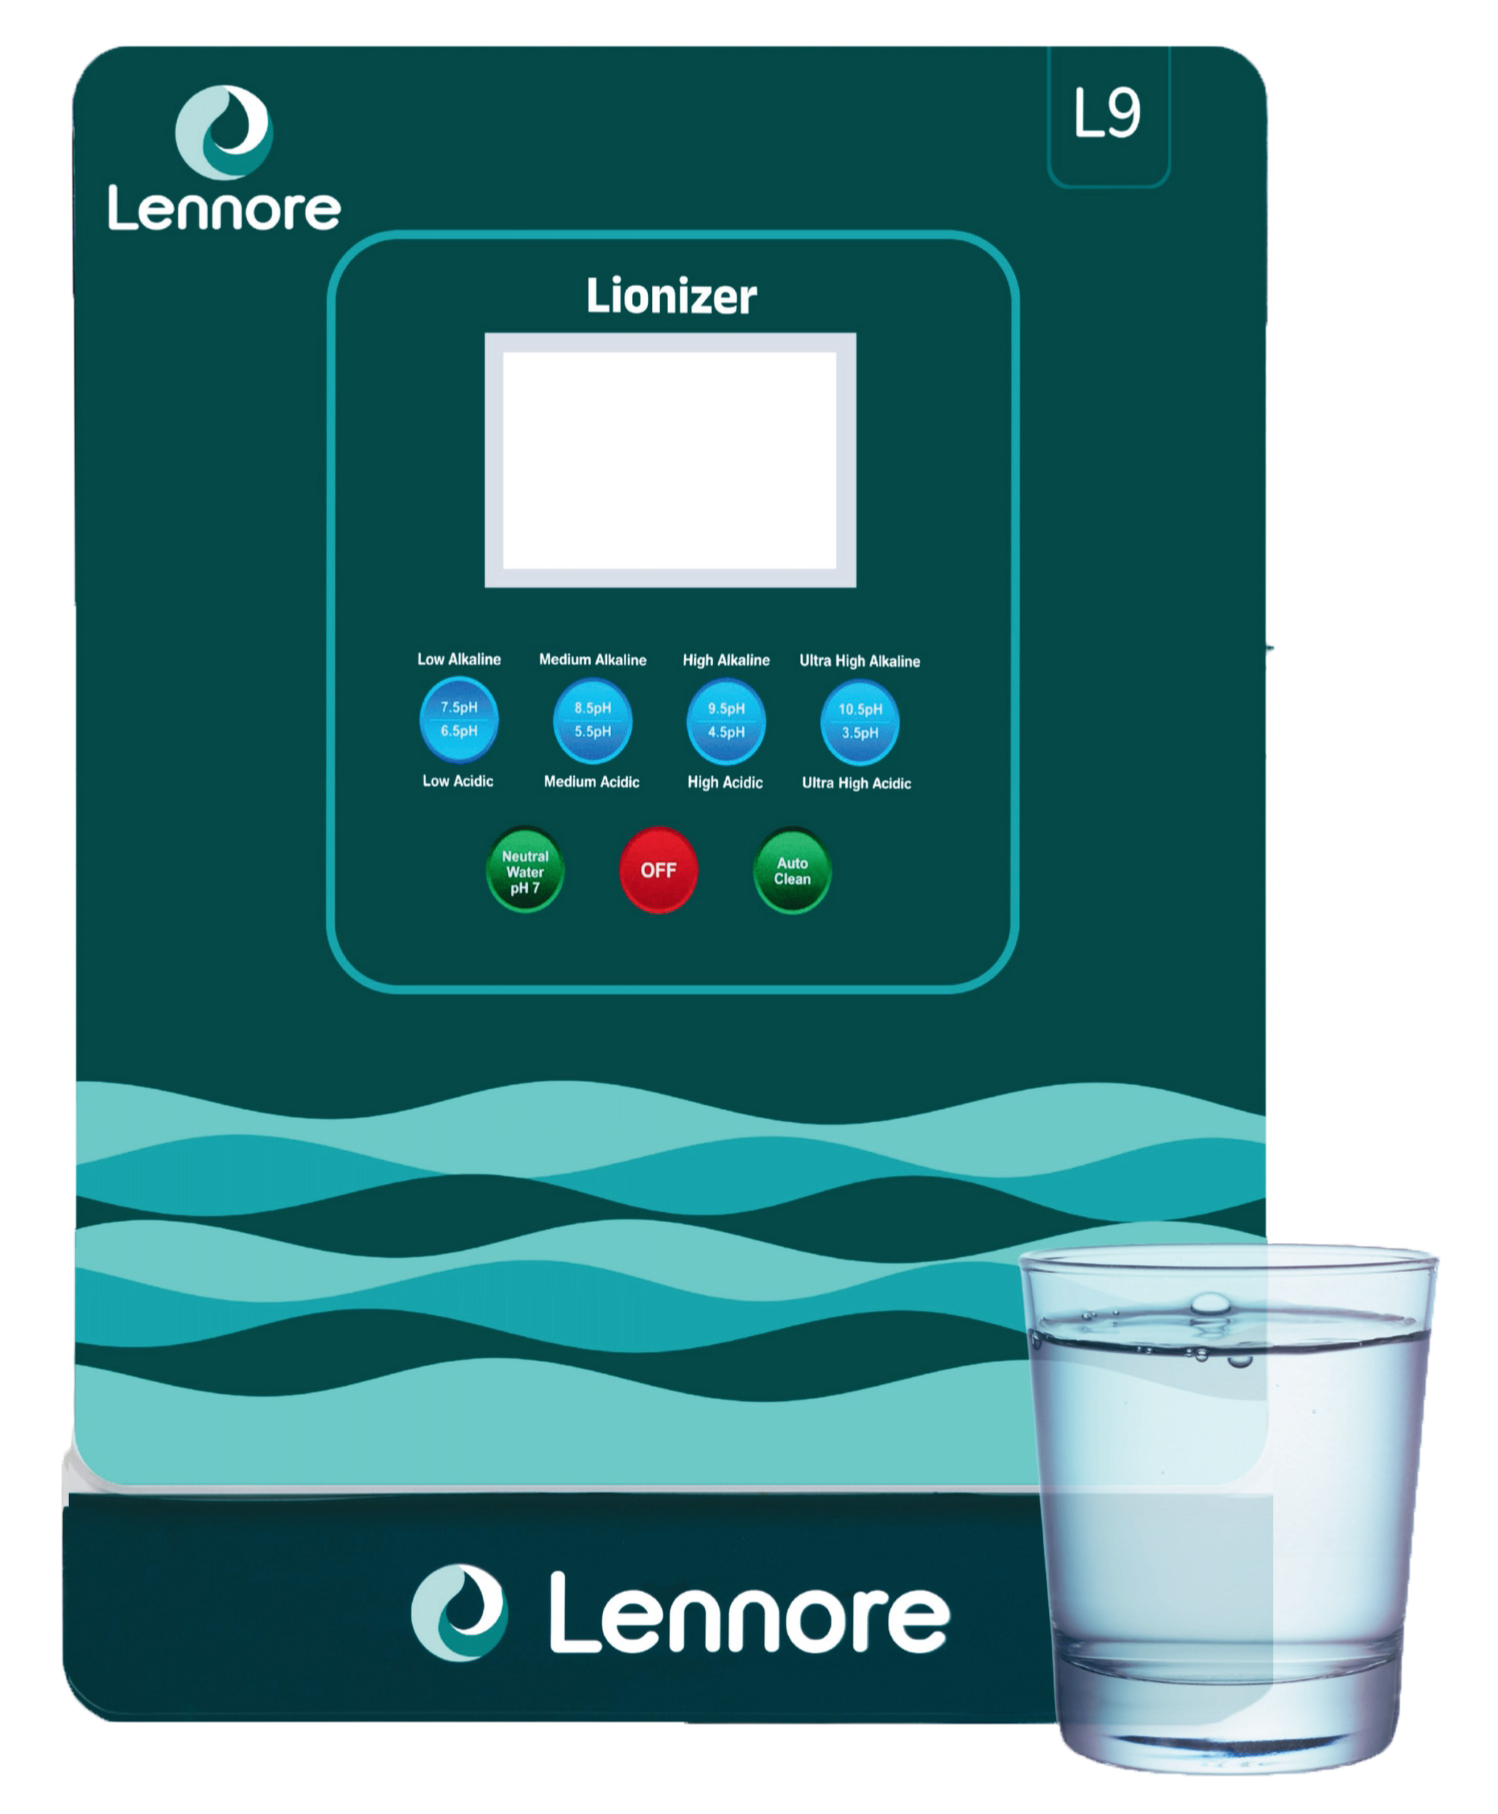 L9
Lennore
Lionizer
Low Alkaline Medium Alkaline High Alkaline Ultra High Alkaline
7.5pH 8.5pH 9.5pH 10.5pH
6.5pH 5.5pH 4.5pH 3.5pH
Low Acidic Medium Acidic High Acidic Ultra High Acidic
Neutral
Water
pH 7
OFF
Auto
Clean
Lennore